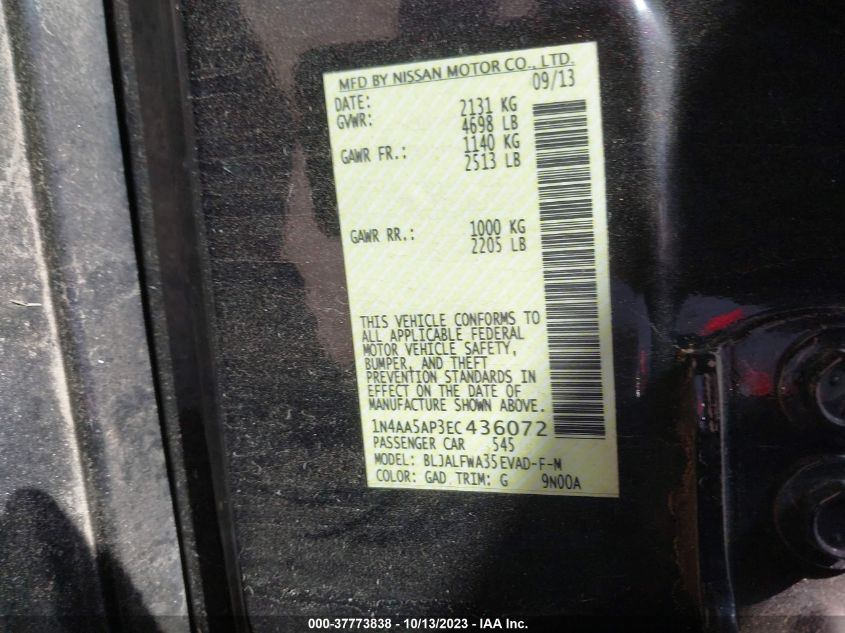 MFD BY NISSAN MOTOR CO., LTD.
DATE: 09/13
GVWR: 2131 KG
4698 LB
GAWR FR.: 1140 KG
2513 LB
GAWR RR.: 1000 KG
2205 LB
THIS VEHICLE CONFORMS TO
ALL APPLICABLE FEDERAL
MOTOR VEHICLE SAFETY,
BUMPER, AND THEFT
PREVENTION STANDARDS IN
EFFECT ON THE DATE OF
MANUFACTURE SHOWN ABOVE.
1N4AA5AP3EC436072
PASSENGER CAR 545
MODEL: BLJALFWA35EVAD-F-M
COLOR: GAD TRIM: G 9N00A
000-37773838 - 10/13/2023 - IAA Inc.